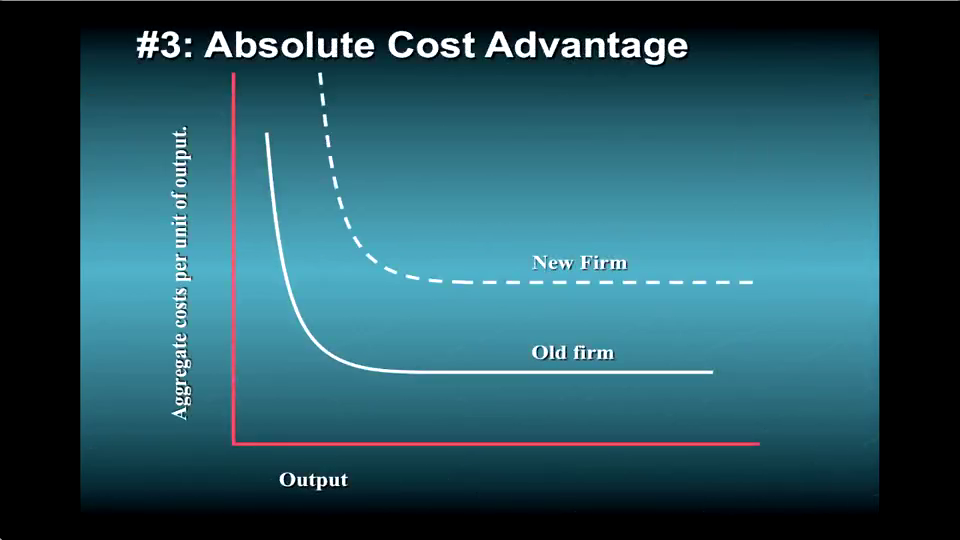 #3: Absolute Cost Advantage
Aggregate costs per unit of output.
New Firm
Old firm
Output